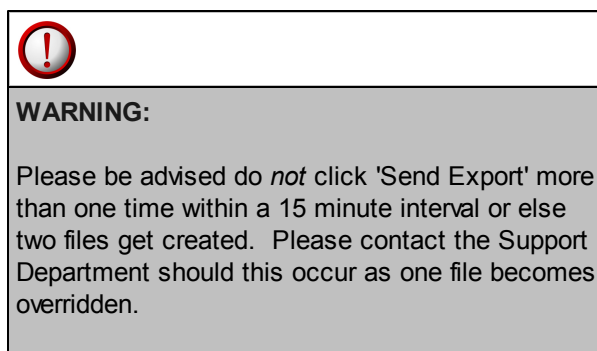 WARNING:
Please be advised do not click 'Send Export' more
than one time within a 15 minute interval or else
two files get created.  Please contact the Support
Department should this occur as one file becomes
overridden.